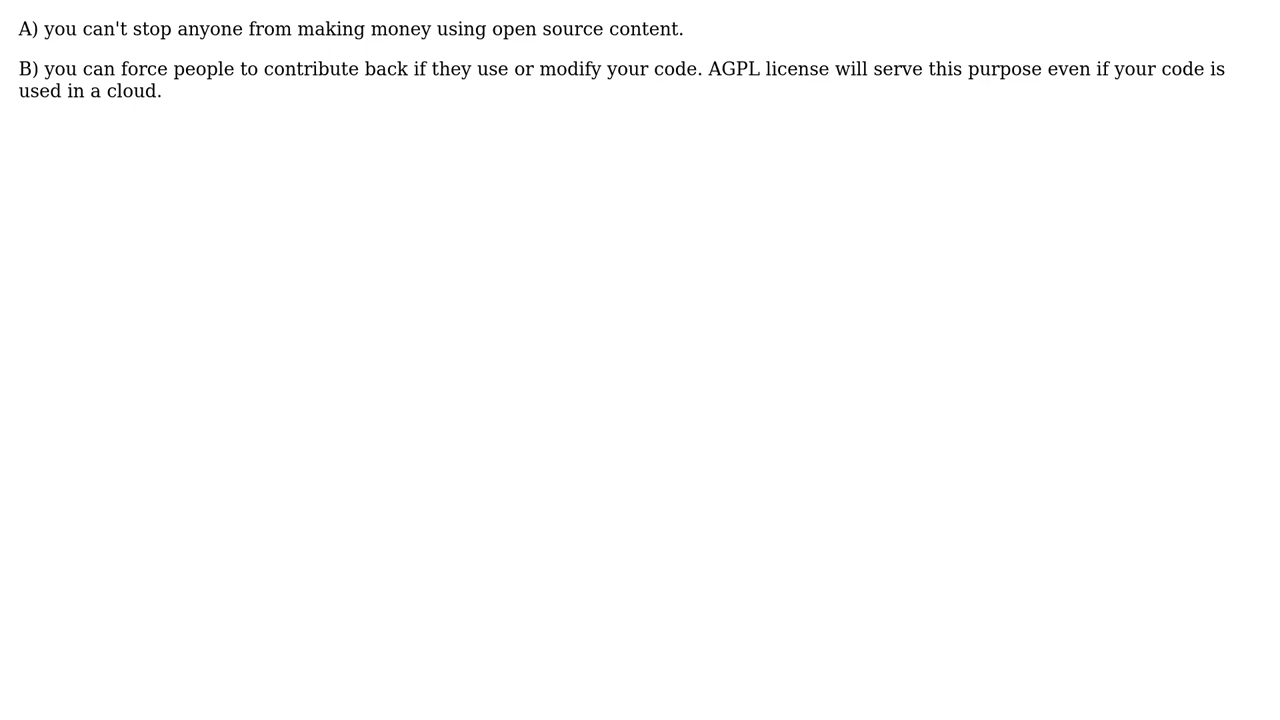 A) you can't stop anyone from making money using open source content.
B) you can force people to contribute back if they use or modify your code. AGPL license will serve this purpose even if your code is
used in a cloud.